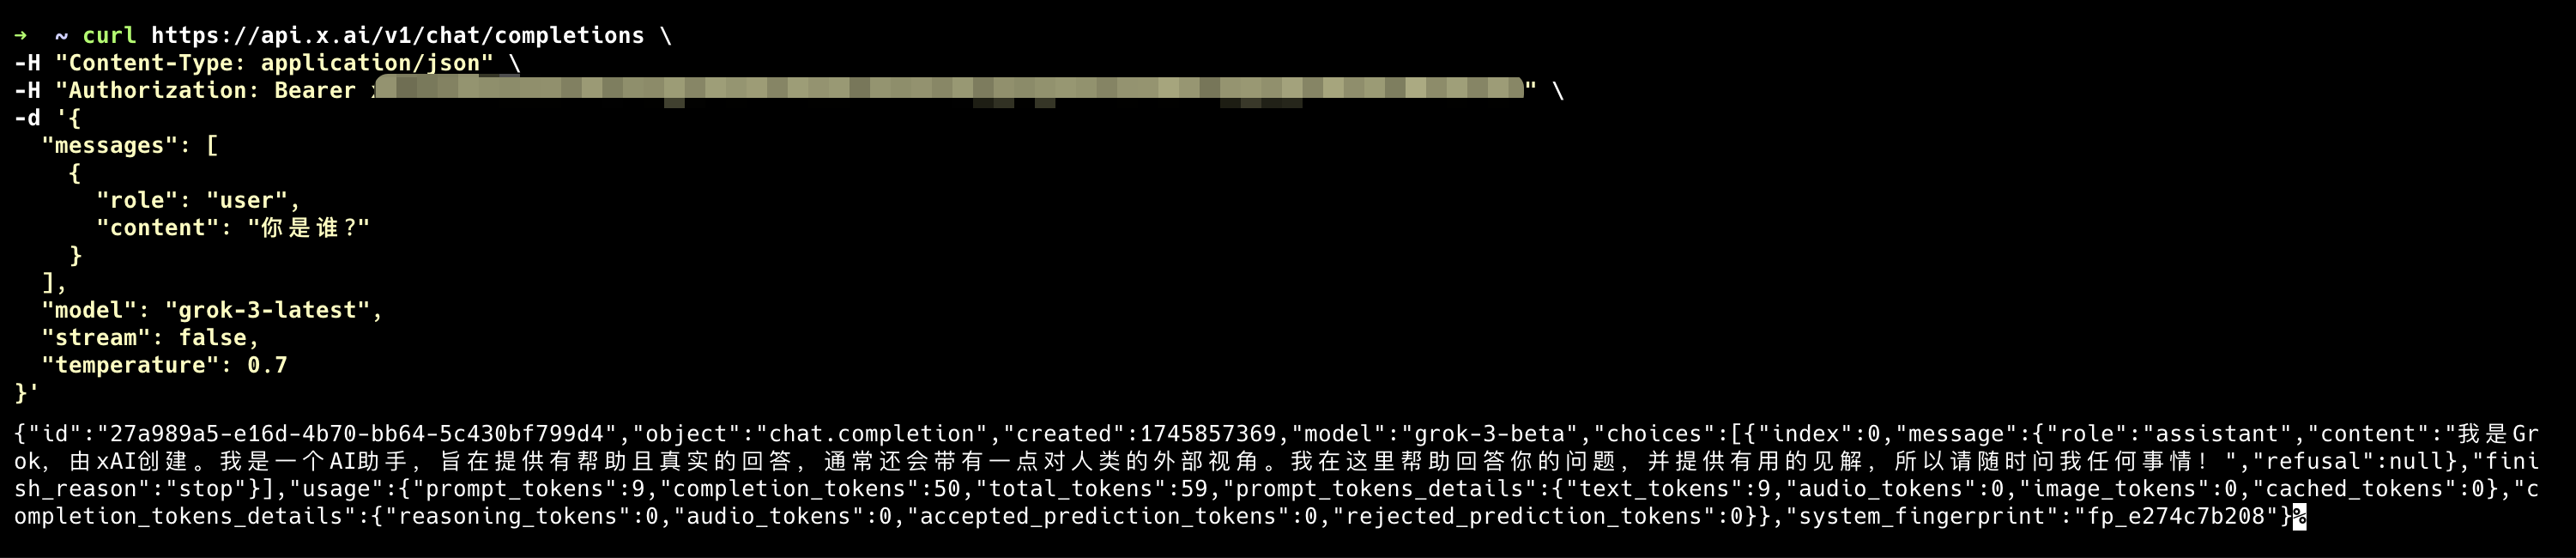 → ~ curl https://api.x.ai/v1/chat/completions \
-H "Content-Type: application/json" \
-H "Authorization: Bearer " \
-d '{
  "messages": [
    {
      "role": "user",
      "content": "你是谁?"
    }
  ],
  "model": "grok-3-latest",
  "stream": false,
  "temperature": 0.7
}'
{"id":"27a989a5-e16d-4b70-bb64-5c430bf799d4","object":"chat.completion","created":1745857369,"model":"grok-3-beta","choices":[{"index":0,"message":{"role":"assistant","content":"我是Gr
ok，由xAI创建。我是一个AI助手，旨在提供有帮助且真实的回答，通常还会带有一点对人类的外部视角。我在这里帮助回答你的问题，并提供有用的见解，所以请随时问我任何事情！","refusal":null},"fini
sh_reason":"stop"}],"usage":{"prompt_tokens":9,"completion_tokens":50,"total_tokens":59,"prompt_tokens_details":{"text_tokens":9,"audio_tokens":0,"image_tokens":0,"cached_tokens":0},"c
ompletion_tokens_details":{"reasoning_tokens":0,"audio_tokens":0,"accepted_prediction_tokens":0,"rejected_prediction_tokens":0}},"system_fingerprint":"fp_e274c7b208"}%